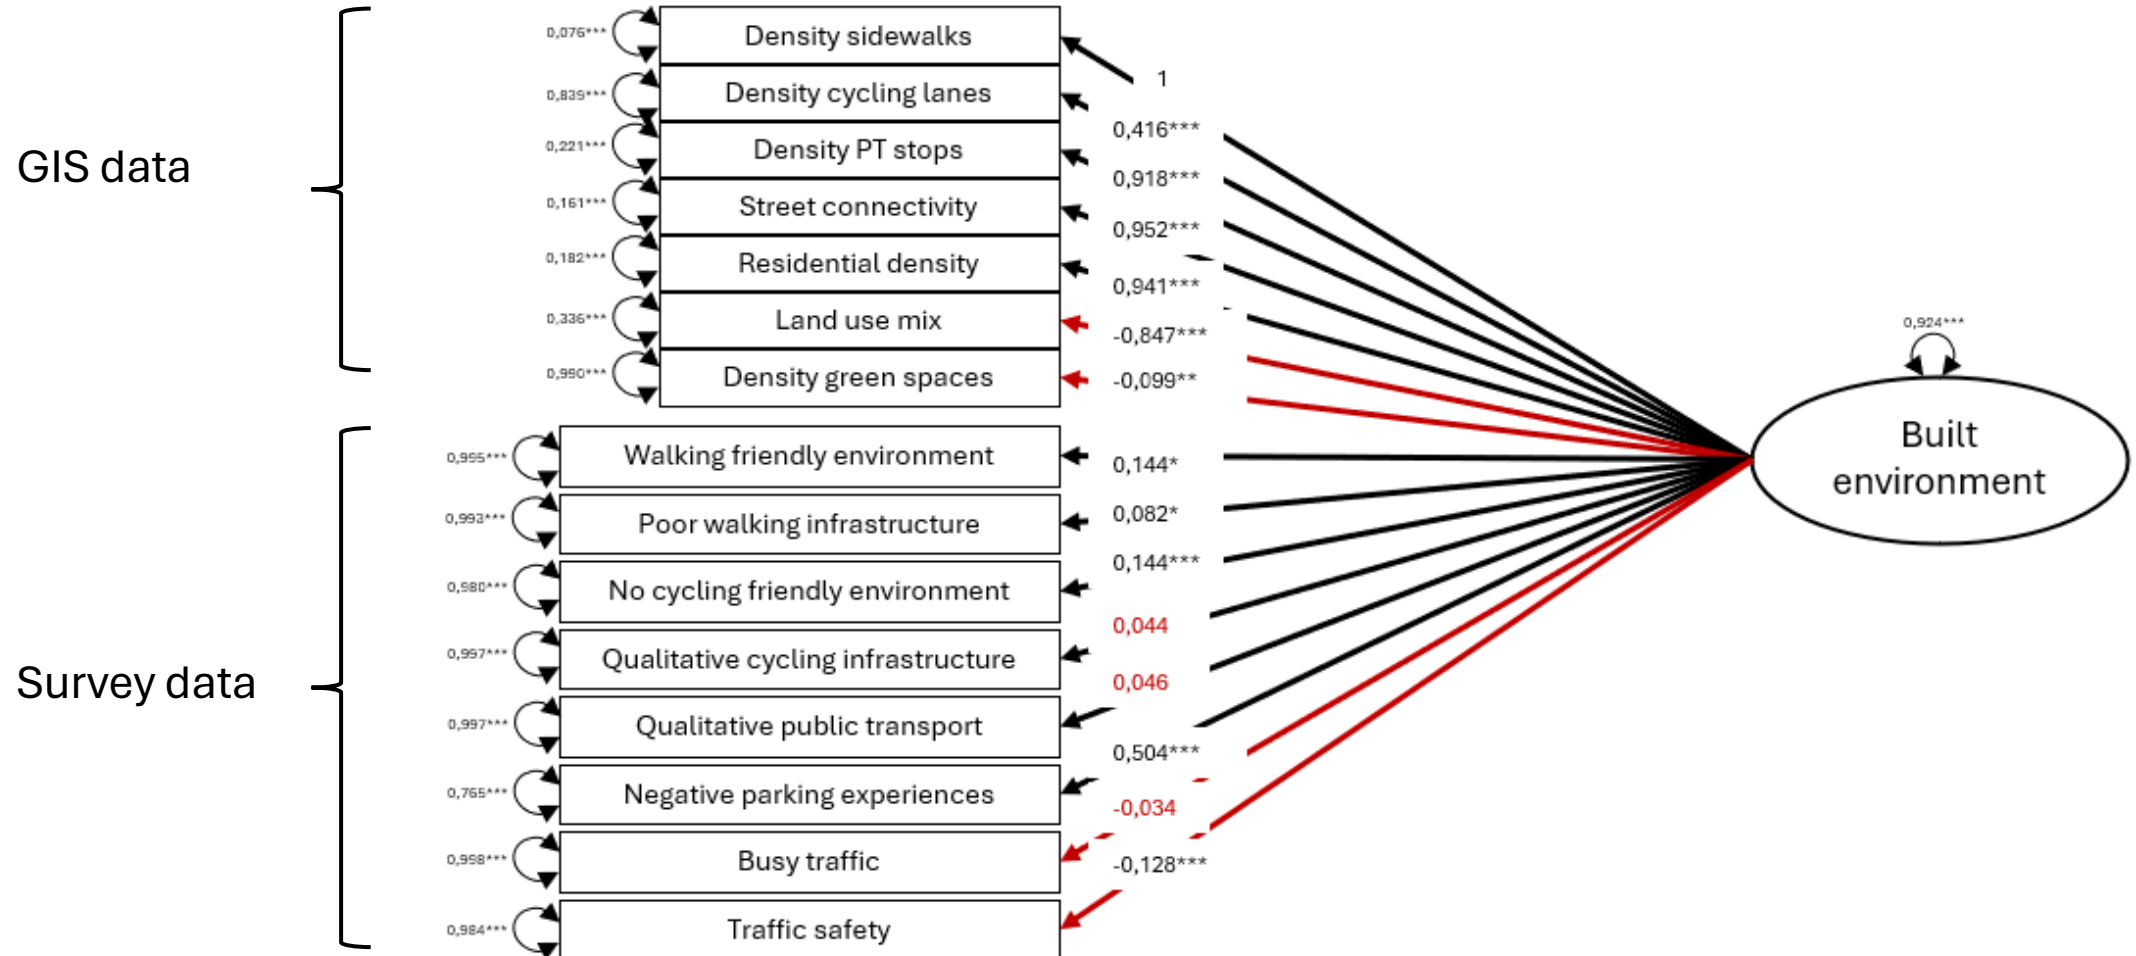 GIS data
0,076***
Density sidewalks
1
0,839***
Density cycling lanes
0,416***
0,221***
Density PT stops
0,918***
0,161***
Street connectivity
0,952***
0,182***
Residential density
0,941***
0,336***
Land use mix
-0,847***
0,990***
Density green spaces
-0,099**
0,924***
Built
environment
Survey data
0,995***
Walking friendly environment
0,144*
0,993***
Poor walking infrastructure
0,082*
0,980***
No cycling friendly environment
0,144***
0,997***
Qualitative cycling infrastructure
0,044
0,997***
Qualitative public transport
0,046
0,765***
Negative parking experiences
0,504***
0,998***
Busy traffic
-0,034
0,984***
Traffic safety
-0,128***